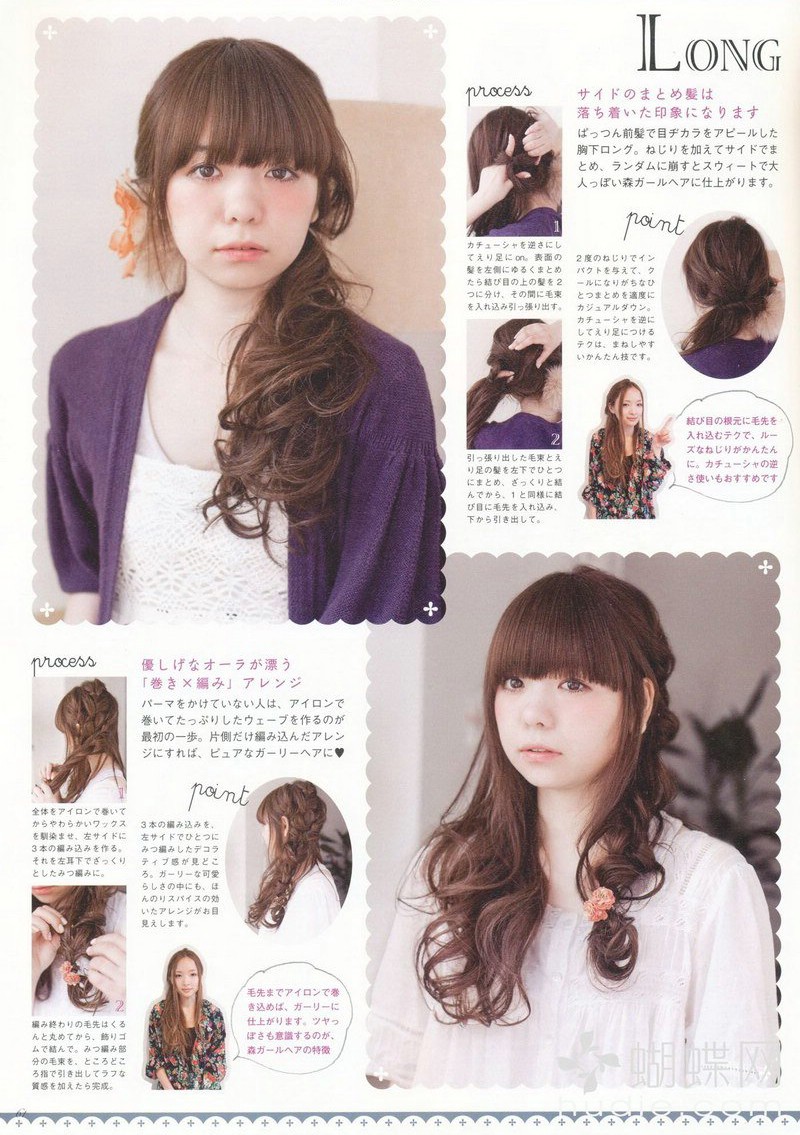 LONG
process
サイドのまとめ髪は
落ち着いた印象になります
ぱっつん前髪で目ヂカラをアピールした
胸下ロング。ねじりを加えてサイドでま
とめ、ランダムに崩すとスウィートで大
人っぽい森ガールヘアに仕上がります。
1
カチューシャを逆さにし
てえり足にon。表面の
髪を左側にゆるくまとめ
たら結び目の上の髪を2
つに分け、その間に毛束
を入れ込み引っ張り出す。
2
引っ張り出した毛束とえ
り足の髪を左下でひとつ
にまとめ、ざっくりと結
んでから、1と同様に結
び目に毛先を入れ込み、
下から引き出して。
point
2度のねじりでイン
パクトを与えて、ク
ールになりがちなひ
とつまとめを適度に
カジュアルダウン。
カチューシャを逆に
してえり足につける
テクは、まねしやす
いかんたん技です。
結び目の根元に毛先を
入れ込むテクで、ルー
ズなねじりがかんたん
に。カチューシャの逆
さ使いもおすすめです
process
優しげなオーラが漂う
「巻き×編み」アレンジ
パーマをかけていない人は、アイロンで
巻いてたっぷりしたウェーブを作るのが
最初の一歩。片側だけ編み込んだアレン
ジにすれば、ピュアなガーリーヘアに♥
1
全体をアイロンで巻いて
からやわらかいワックス
を馴染ませ、左サイドに
3本の編み込みを作る。
それを左耳下でざっくり
としたみつ編みに。
2
編み終わりの毛先はくる
んと丸めてから、飾りゴ
ムで結んで。みつ編み部
分の毛束を、ところどこ
ろ指で引き出してラフな
質感を加えたら完成。
point
3本の編み込みを、
左サイドでひとつに
みつ編みしたデコラ
ティブ感が見どこ
ろ。ガーリーな可愛
らしさの中にも、ほ
んのりスパイスの効
いたアレンジがお目
見えします。
毛先までアイロンで巻
き込めば、ガーリーに
仕上がります。ツヤっ
ぽさも意識するのが、
森ガールヘアの特徴
61
蝴蝶网
hudie.com